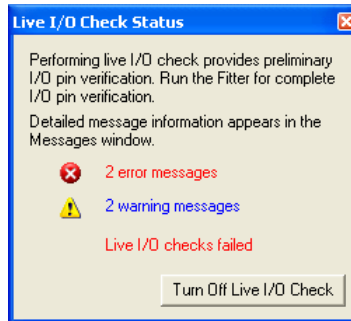 Live I/O Check Status
Performing live I/O check provides preliminary
I/O pin verification. Run the Fitter for complete
I/O pin verification.
Detailed message information appears in the
Messages window.
2 error messages
2 warning messages
Live I/O checks failed
Turn Off Live I/O Check